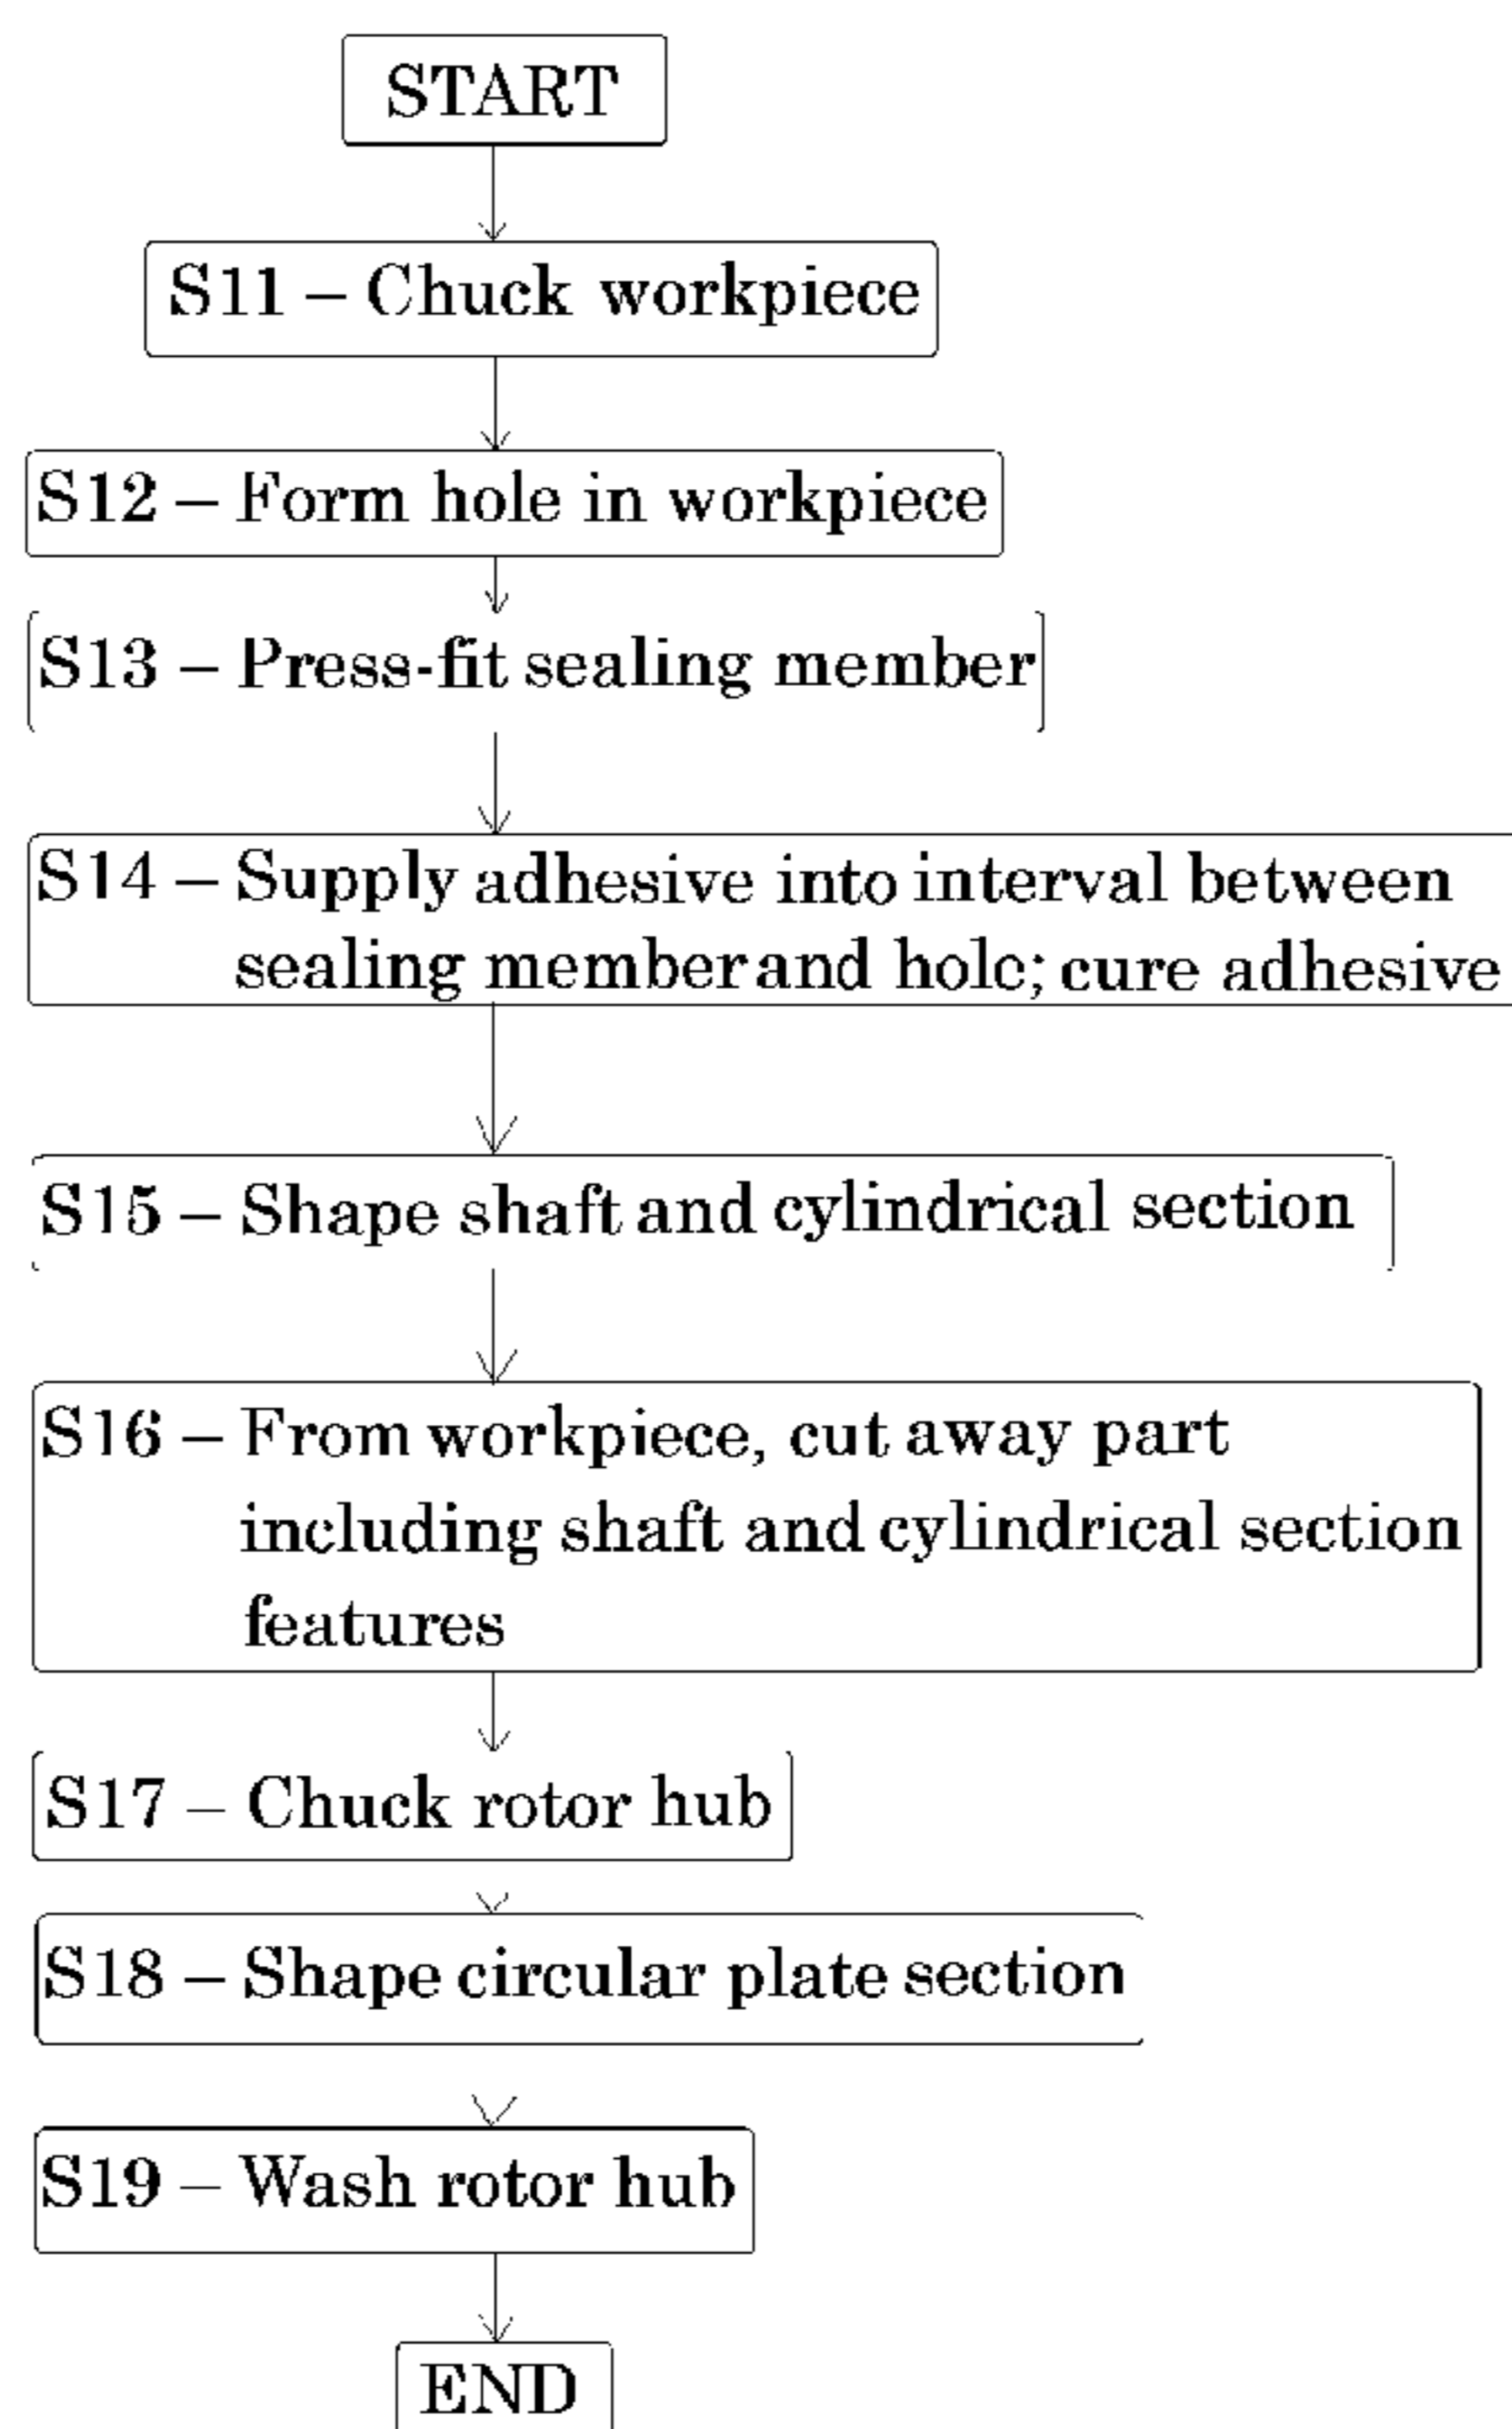 START
S11 – Chuck workpiece
S12 – Form hole in workpiece
S13 – Press-fit sealing member
S14 – Supply adhesive into interval between
sealing member and hole; cure adhesive
S15 – Shape shaft and cylindrical section
S16 – From workpiece, cut away part
including shaft and cylindrical section
features
S17 – Chuck rotor hub
S18 – Shape circular plate section
S19 – Wash rotor hub
END